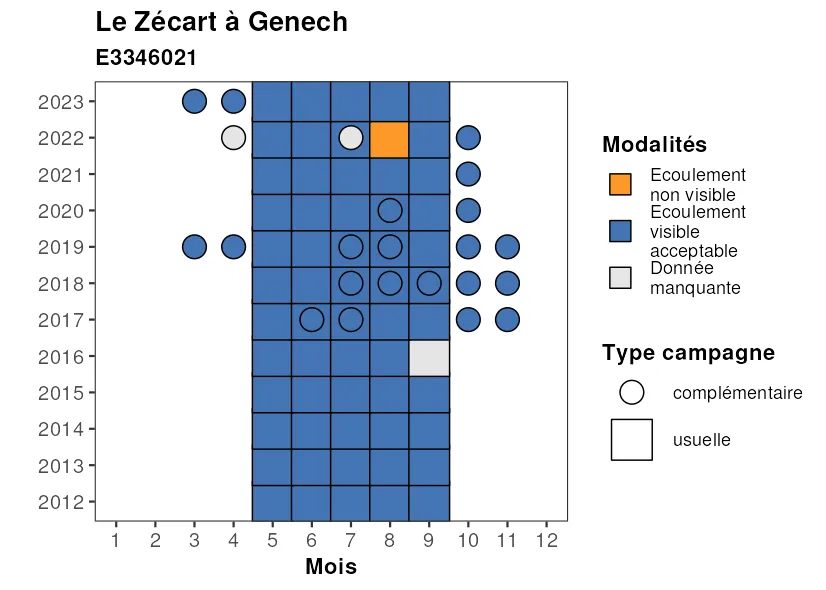 Le Zécart à Genech
E3346021
2023
2022
2021
2020
2019
2018
2017
2016
2015
2014
2013
2012
1 2 3 4 5 6 7 8 9 10 11 12
Mois
Modalités
Ecoulement
non visible
Ecoulement
visible
acceptable
Donnée
manquante
Type campagne
complémentaire
usuelle